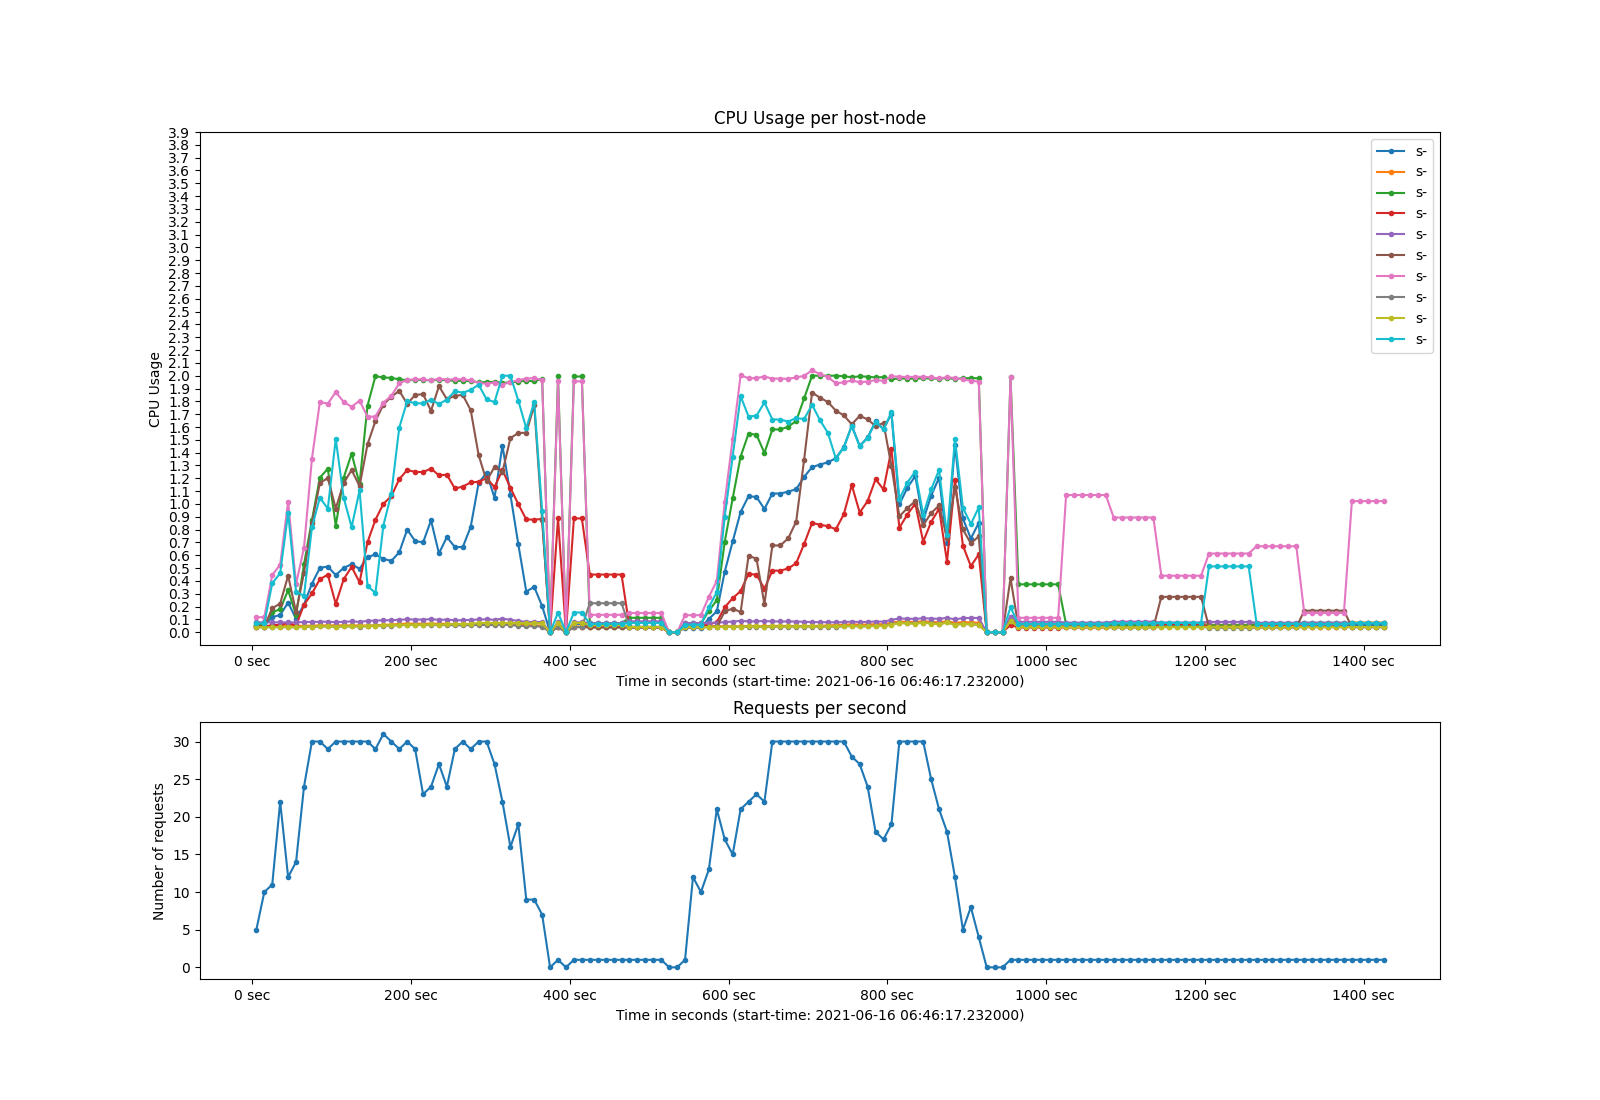 CPU Usage per host-node
3.9
3.8
3.7
3.6
3.5
3.4
3.3
3.2
3.1
3.0
2.9
2.8
2.7
2.6
2.5
2.4
2.3
2.2
2.1
2.0
1.9
1.8
1.7
1.6
1.5
1.4
1.3
1.2
1.1
1.0
0.9
0.8
0.7
0.6
0.5
0.4
0.3
0.2
0.1
0.0
CPU Usage
s-
s-
s-
s-
s-
s-
s-
s-
s-
s-
0 sec 200 sec 400 sec 600 sec 800 sec 1000 sec 1200 sec 1400 sec
Time in seconds (start-time: 2021-06-16 06:46:17.232000)
Requests per second
30
25
20
15
10
5
0
Number of requests
0 sec 200 sec 400 sec 600 sec 800 sec 1000 sec 1200 sec 1400 sec
Time in seconds (start-time: 2021-06-16 06:46:17.232000)